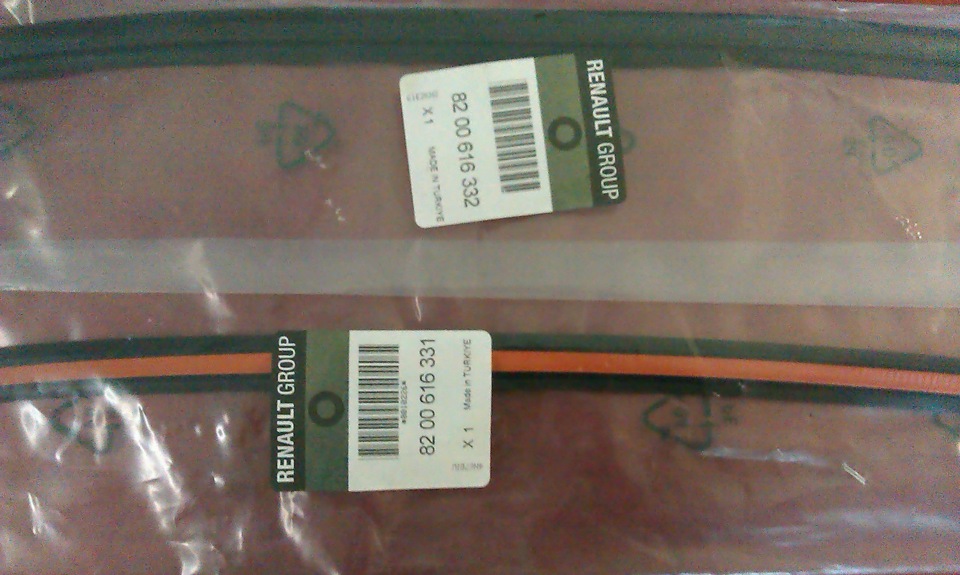 RENAULT GROUP
82 00 616 332
X 1
MADE IN TURKIYE
RENAULT GROUP
82 00 616 331
X 1
Made in TURKIYE